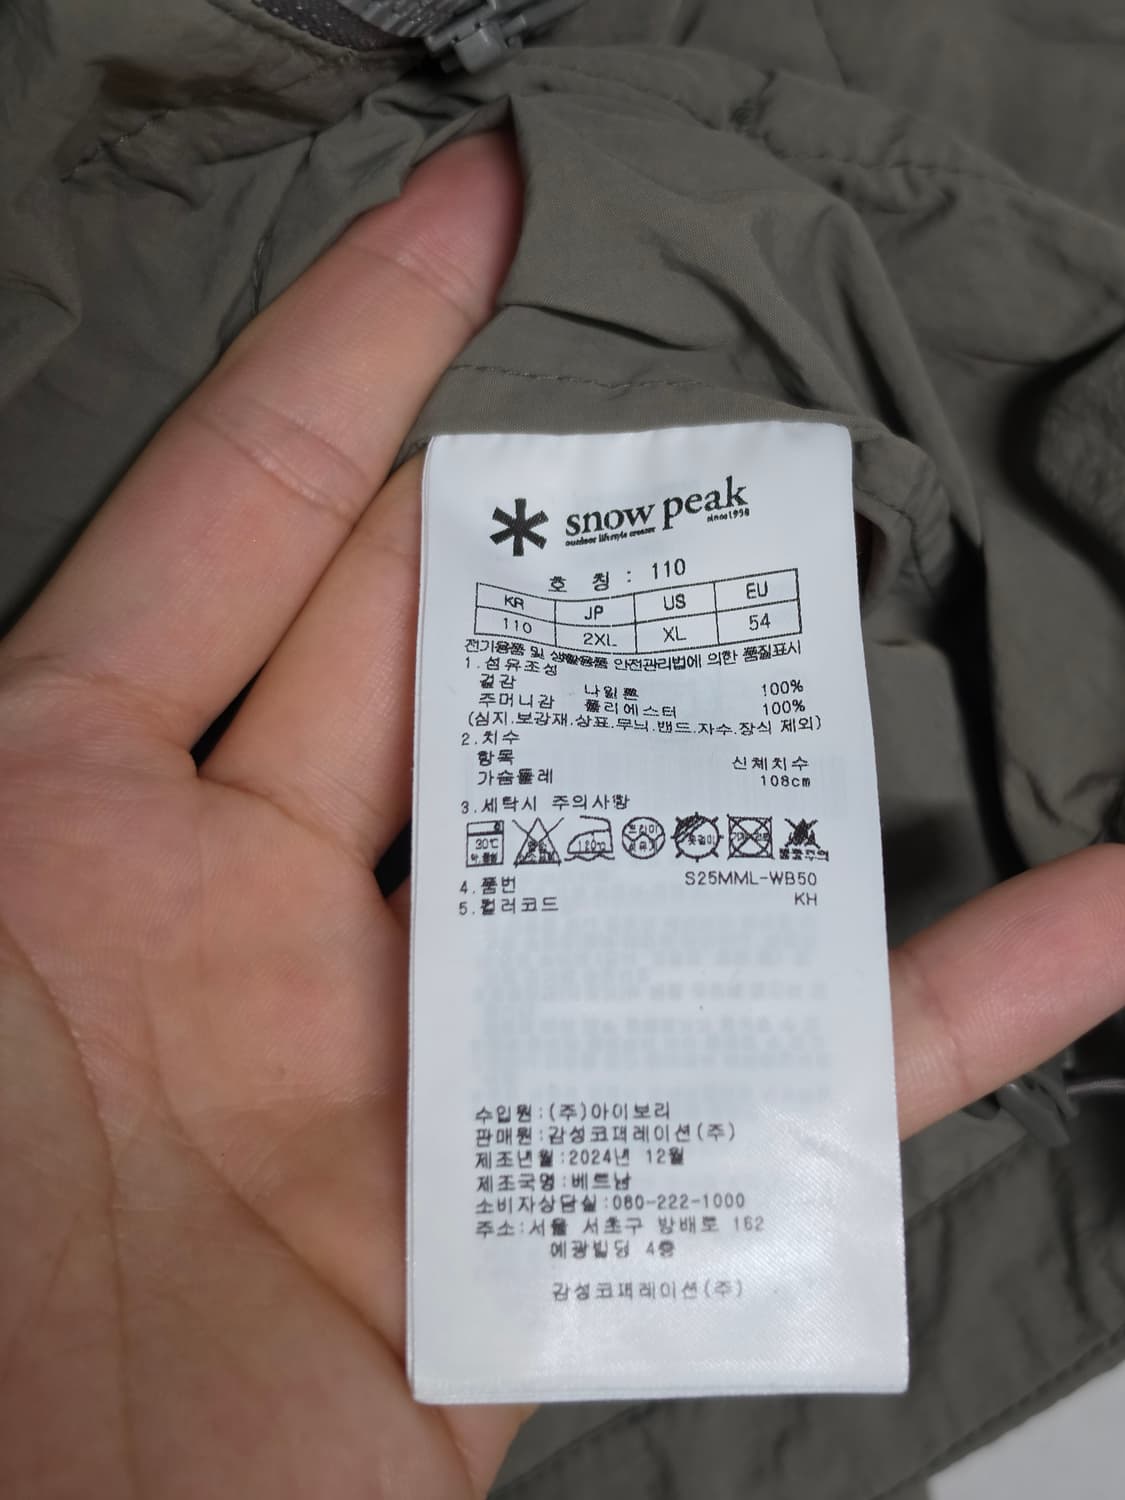 snow peak
outdoor lifestyle creator
since1958
호 칭 : 110
KR JP US EU
110 2XL XL 54
전기용품 및 생활용품 안전관리법에 의한 품질표시
1.섬유조성
겉감 나일론 100%
주머니감 폴리에스터 100%
(심지.보강재.상표.무늬.밴드.자수.장식 제외)
2.치수
항목 신체치수
가슴둘레 108cm
3.세탁시 주의사항
30℃
드라이
옷걸이
4.품번 S25MML-WB50
5.컬러코드 KH
수입원:(주)아이보리
판매원:감성코퍼레이션(주)
제조년월:2024년 12월
제조국명:베트남
소비자상담실:080-222-1000
주소:서울 서초구 방배로 162
예광빌딩 4층
감성코퍼레이션(주)